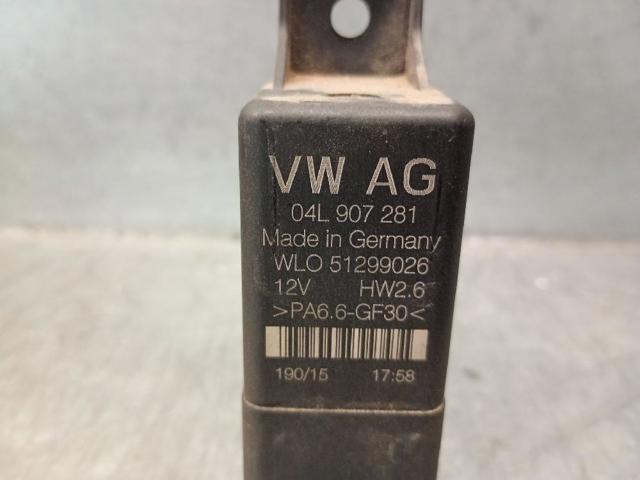 VW AG
04L 907 281
Made in Germany
WLO 51299026
12V HW2.6
>PA6.6-GF30<
190/15 17:58